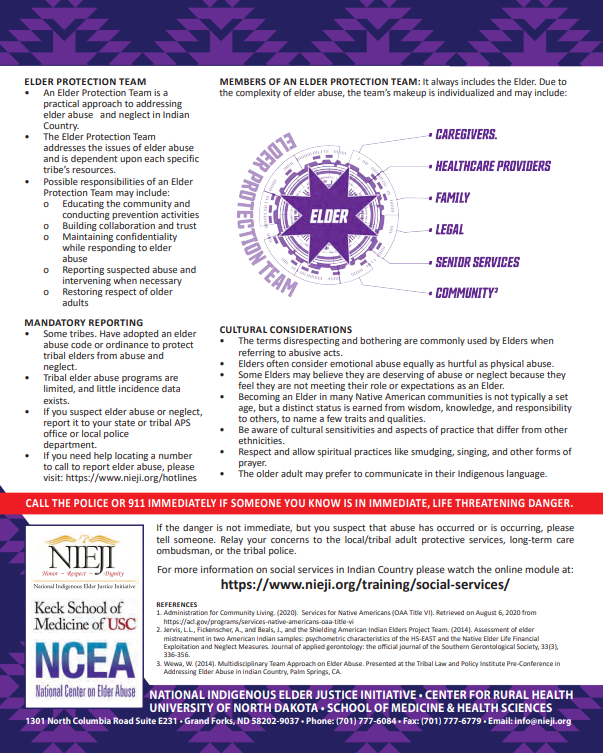 ELDER PROTECTION TEAM
• An Elder Protection Team is a
practical approach to addressing
elder abuse and neglect in Indian
Country.
• The Elder Protection Team
addresses the issues of elder abuse
and is dependent upon each specific
tribe's resources.
• Possible responsibilities of an Elder
Protection Team may include:
o Educating the community and
conducting prevention activities
o Building collaboration and trust
o Maintaining confidentiality
while responding to elder
abuse
o Reporting suspected abuse and
intervening when necessary
o Restoring respect of older
adults
MANDATORY REPORTING
• Some tribes. Have adopted an elder
abuse code or ordinance to protect
tribal elders from abuse and
neglect.
• Tribal elder abuse programs are
limited, and little incidence data
exists.
• If you suspect elder abuse or neglect,
report it to your state or tribal APS
office or local police
department.
• If you need help locating a number
to call to report elder abuse, please
visit: https://www.nieji.org/hotlines
MEMBERS OF AN ELDER PROTECTION TEAM: It always includes the Elder. Due to
the complexity of elder abuse, the team's makeup is individualized and may include:
ELDER PROTECTION TEAM
ELDER
• CAREGIVERS.
• HEALTHCARE PROVIDERS
• FAMILY
• LEGAL
• SENIOR SERVICES
• COMMUNITY³
CULTURAL CONSIDERATIONS
• The terms disrespecting and bothering are commonly used by Elders when
referring to abusive acts.
• Elders often consider emotional abuse equally as hurtful as physical abuse.
• Some Elders may believe they are deserving of abuse or neglect because they
feel they are not meeting their role or expectations as an Elder.
• Becoming an Elder in many Native American communities is not typically a set
age, but a distinct status is earned from wisdom, knowledge, and responsibility
to others, to name a few traits and qualities.
• Be aware of cultural sensitivities and aspects of practice that differ from other
ethnicities.
• Respect and allow spiritual practices like smudging, singing, and other forms of
prayer.
• The older adult may prefer to communicate in their Indigenous language.
CALL THE POLICE OR 911 IMMEDIATELY IF SOMEONE YOU KNOW IS IN IMMEDIATE, LIFE THREATENING DANGER.
NIEJI
Honor - Respect - Dignity
National Indigenous Elder Justice Initiative
Keck School of
Medicine of USC
NCEA
National Center on Elder Abuse
If the danger is not immediate, but you suspect that abuse has occurred or is occurring, please
tell someone. Relay your concerns to the local/tribal adult protective services, long-term care
ombudsman, or the tribal police.
For more information on social services in Indian Country please watch the online module at:
https://www.nieji.org/training/social-services/
REFERENCES
1. Administration for Community Living. (2020). Services for Native Americans (OAA Title VI). Retrieved on August 6, 2020 from
https://acl.gov/programs/services-native-americans-oaa-title-vi
2. Jervis, L.L., Fickenscher, A., and Beals, J., and the Shielding American Indian Elders Project Team. (2014). Assessment of elder
mistreatment in two American Indian samples: psychometric characteristics of the HS-EAST and the Native Elder Life Financial
Exploitation and Neglect Measures. Journal of applied gerontology: the official journal of the Southern Gerontological Society, 33(3),
336-356.
3. Wewa, W. (2014). Multidisciplinary Team Approach on Elder Abuse. Presented at the Tribal Law and Policy Institute Pre-Conference in
Addressing Elder Abuse in Indian Country, Palm Springs, CA.
NATIONAL INDIGENOUS ELDER JUSTICE INITIATIVE • CENTER FOR RURAL HEALTH
UNIVERSITY OF NORTH DAKOTA • SCHOOL OF MEDICINE & HEALTH SCIENCES
1301 North Columbia Road Suite E231 • Grand Forks, ND 58202-9037 • Phone: (701) 777-6084 • Fax: (701) 777-6779 • Email: info@nieji.org